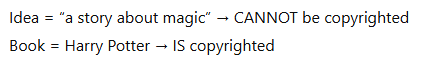 Idea = “a story about magic” → CANNOT be copyrighted
Book = Harry Potter → IS copyrighted